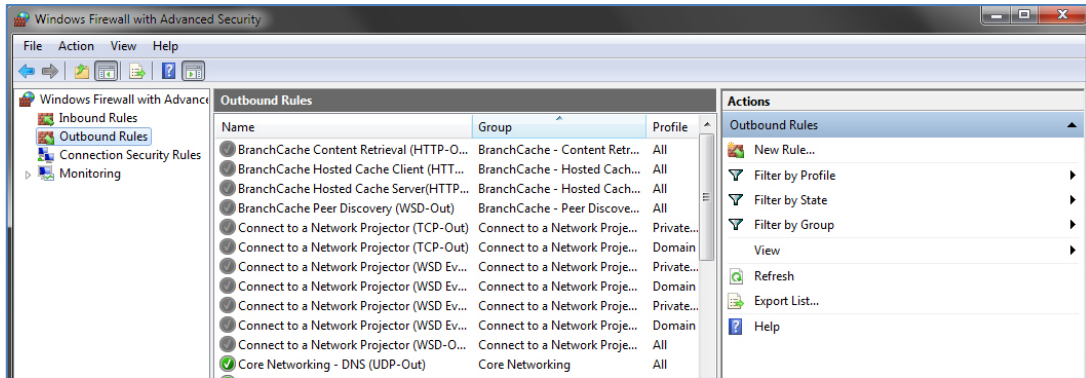 Windows Firewall with Advanced Security
File Action View Help
Windows Firewall with Advance
Inbound Rules
Outbound Rules
Connection Security Rules
Monitoring
Outbound Rules
Name Group Profile
BranchCache Content Retrieval (HTTP-O... BranchCache - Content Retr... All
BranchCache Hosted Cache Client (HTT... BranchCache - Hosted Cach... All
BranchCache Hosted Cache Server(HTTP... BranchCache - Hosted Cach... All
BranchCache Peer Discovery (WSD-Out) BranchCache - Peer Discove... All
Connect to a Network Projector (TCP-Out) Connect to a Network Proje... Private...
Connect to a Network Projector (TCP-Out) Connect to a Network Proje... Domain
Connect to a Network Projector (WSD Ev... Connect to a Network Proje... Private...
Connect to a Network Projector (WSD Ev... Connect to a Network Proje... Domain
Connect to a Network Projector (WSD Ev... Connect to a Network Proje... Private...
Connect to a Network Projector (WSD Ev... Connect to a Network Proje... Domain
Connect to a Network Projector (WSD-O... Connect to a Network Proje... All
Core Networking - DNS (UDP-Out) Core Networking All
Actions
Outbound Rules
New Rule...
Filter by Profile
Filter by State
Filter by Group
View
Refresh
Export List...
Help